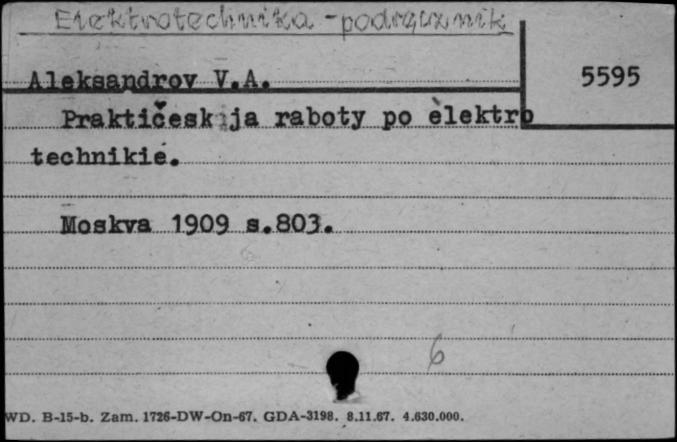 Elektrotechnika - podręcznik
Aleksandrov V.A.
5595
Praktičeskija raboty po èlektro
technikie.
Moskva 1909 s.803.
6
WD. B-15-b. Zam. 1726-DW-On-67. GDA-3198. 8.11.67. 4.630.000.